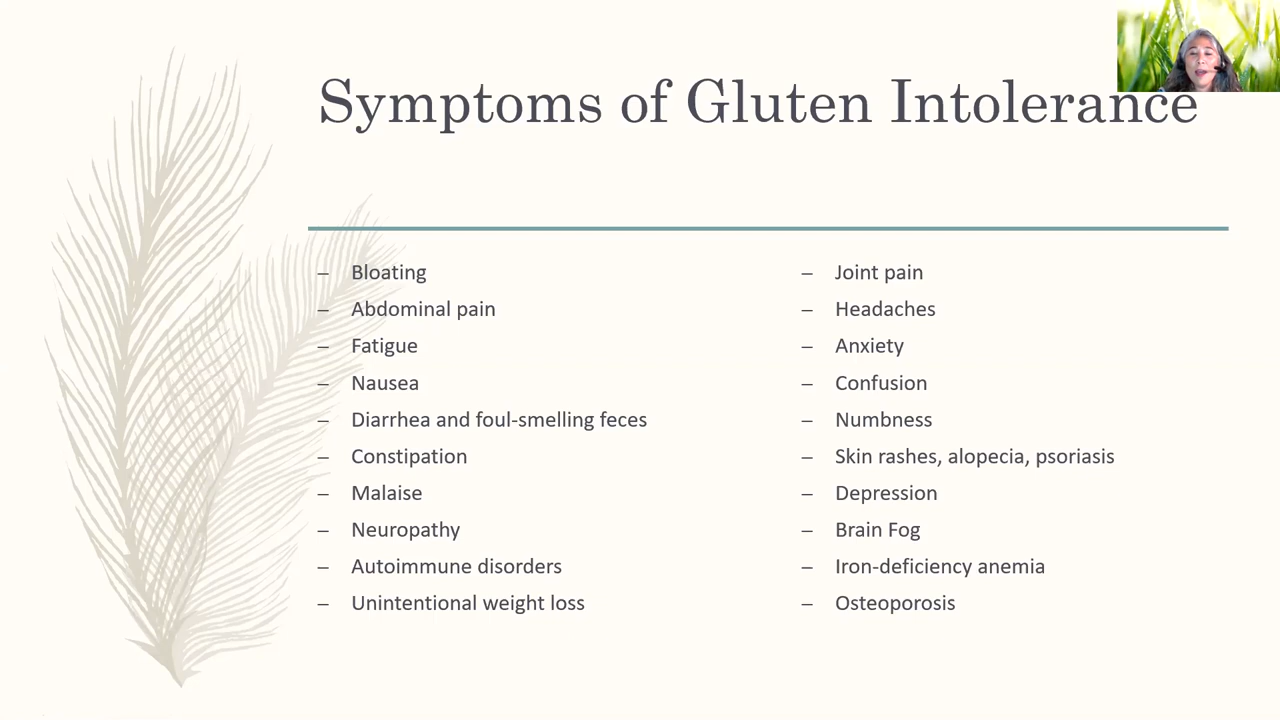 Symptoms of Gluten Intolerance
– Bloating
– Abdominal pain
– Fatigue
– Nausea
– Diarrhea and foul-smelling feces
– Constipation
– Malaise
– Neuropathy
– Autoimmune disorders
– Unintentional weight loss
– Joint pain
– Headaches
– Anxiety
– Confusion
– Numbness
– Skin rashes, alopecia, psoriasis
– Depression
– Brain Fog
– Iron-deficiency anemia
– Osteoporosis